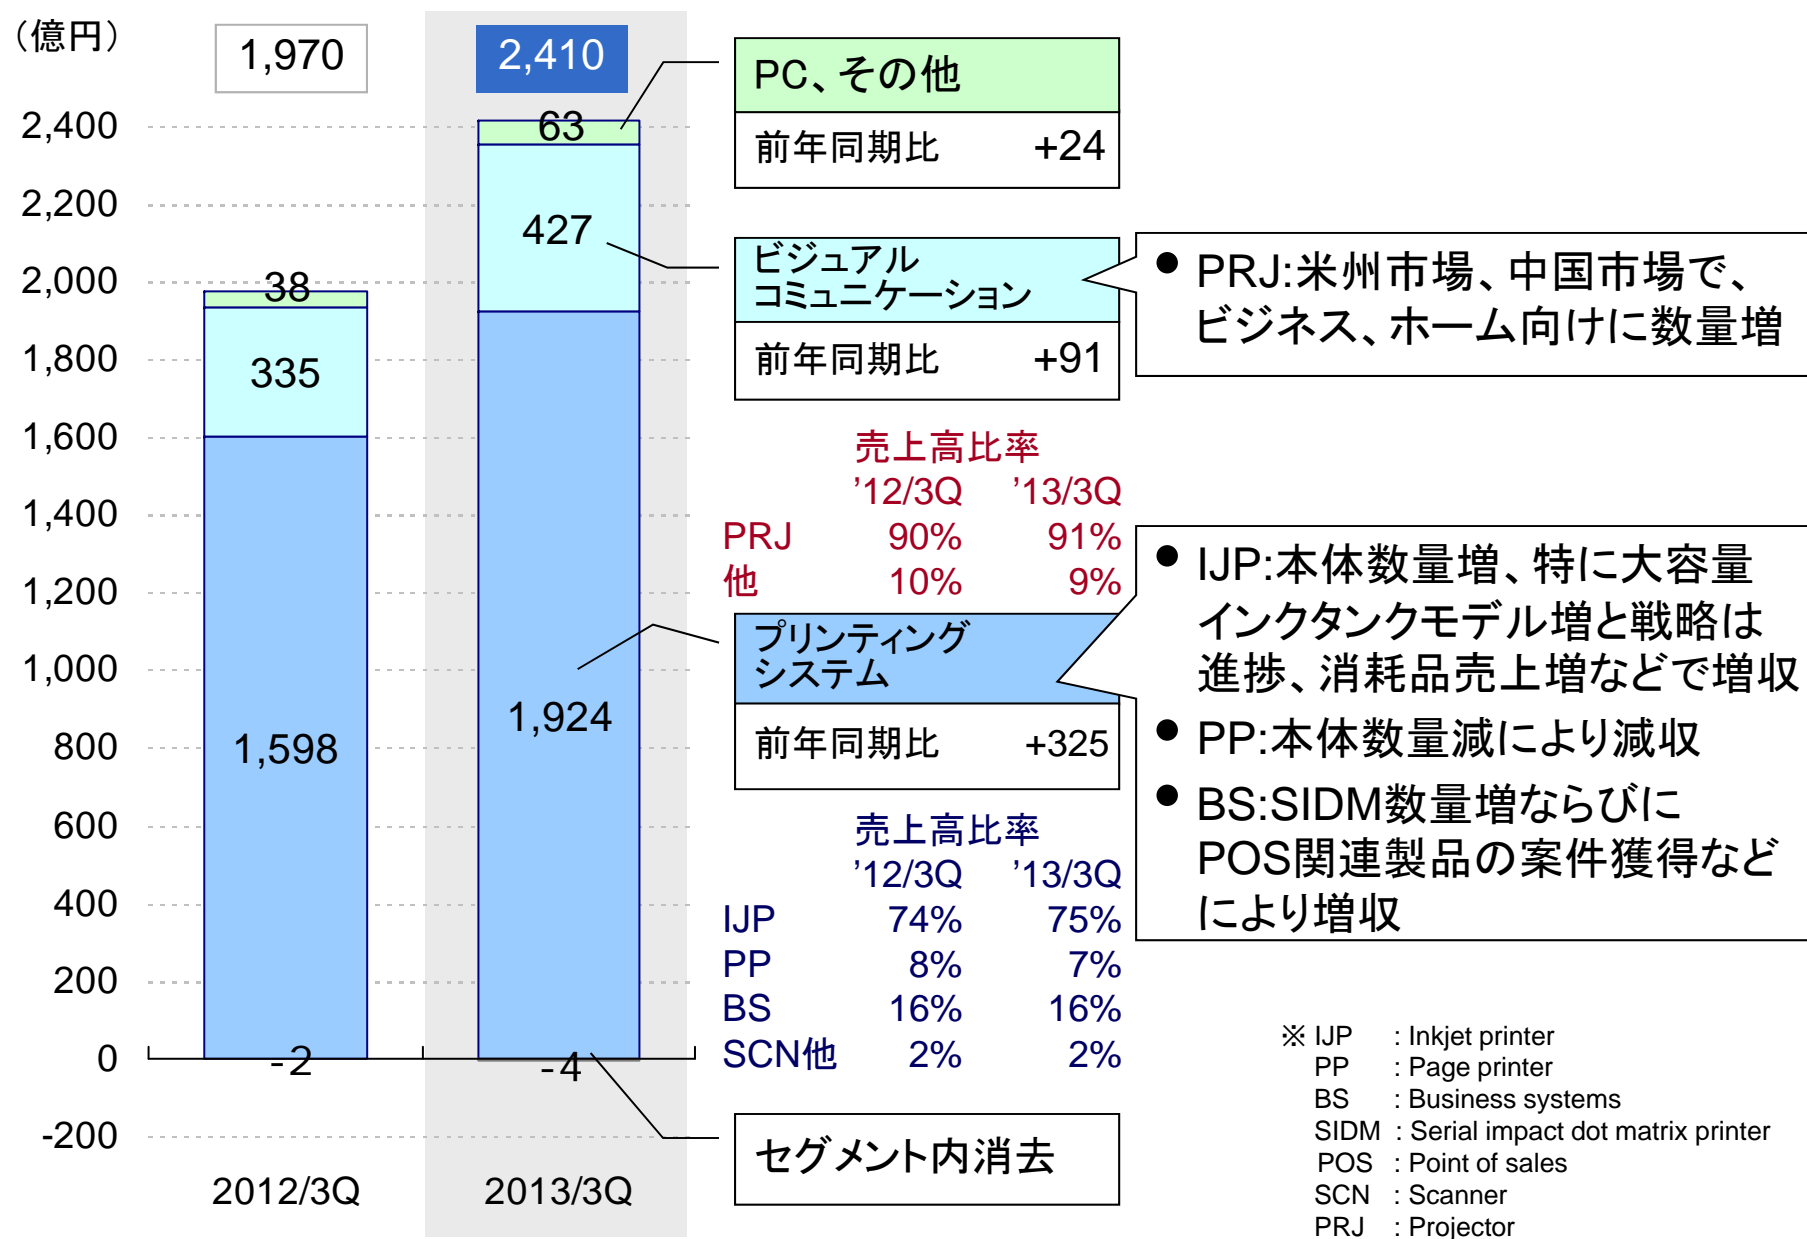 （億円）
1,970
2,410
2,400
2,200
2,000
1,800
1,600
1,400
1,200
1,000
800
600
400
200
0
-200
38
335
1,598
-2
63
427
1,924
-4
2012/3Q
2013/3Q
PC、その他
前年同期比 +24
ビジュアル
コミュニケーション
前年同期比 +91
● PRJ:米州市場、中国市場で、
ビジネス、ホーム向けに数量増
売上高比率
’12/3Q ’13/3Q
PRJ 90% 91%
他 10% 9%
プリンティング
システム
前年同期比 +325
● IJP:本体数量増、特に大容量
インクタンクモデル増と戦略は
進捗、消耗品売上増などで増収
● PP:本体数量減により減収
● BS:SIDM数量増ならびに
POS関連製品の案件獲得など
により増収
売上高比率
’12/3Q ’13/3Q
IJP 74% 75%
PP 8% 7%
BS 16% 16%
SCN他 2% 2%
セグメント内消去
※ IJP : Inkjet printer
PP : Page printer
BS : Business systems
SIDM : Serial impact dot matrix printer
POS : Point of sales
SCN : Scanner
PRJ : Projector